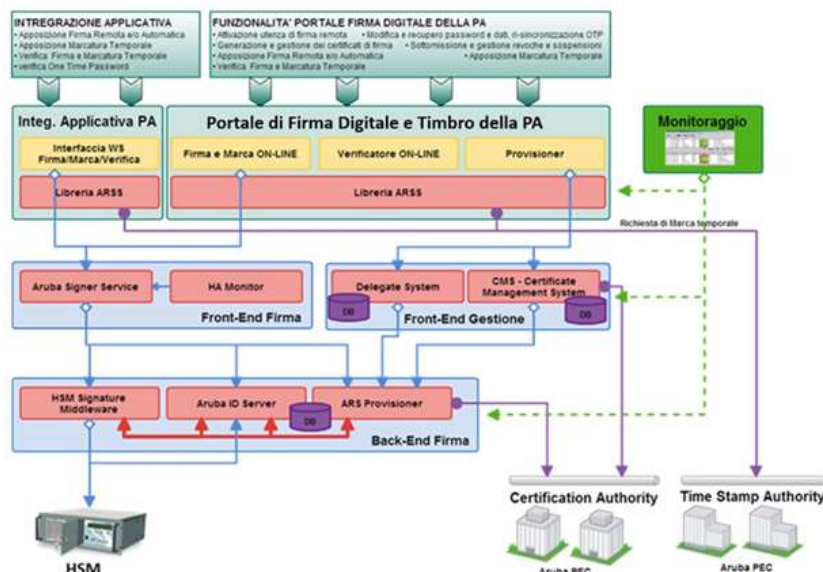 INTREGRAZIONE APPLICATIVA
• Apposizione Firma Remota e/o Automatica
• Apposizione Marcatura Temporale
• Verifica Firma e Marcatura Temporale
• verifica One Time Password
FUNZIONALITA' PORTALE FIRMA DIGITALE DELLA PA
• Attivazione utenza di firma remota • Modifica e recupero password e dati, ri-sincronizzazione OTP
• Generazione e gestione dei certificati di firma • Sottomissione e gestione revoche e sospensioni
• Apposizione Firma Remota e/o Automatica • Apposizione Marcatura Temporale
• Verifica Firma e Marcatura Temporale
Integ. Applicativa PA
Interfaccia WS
Firma/Marca/Verifica
Libreria ARSS
Portale di Firma Digitale e Timbro della PA
Firma e Marca ON-LINE
Verificatore ON-LINE
Provisioner
Libreria ARSS
Monitoraggio
Richiesta di Marca temporale
Aruba Signer Service
HA Monitor
Front-End Firma
Delegate System
CMS - Certificate
Management System
DB
DB
Front-End Gestione
HSM Signature
Middleware
Aruba ID Server
DB
ARS Provisioner
Back-End Firma
HSM
Certification Authority
Aruba PEC
Time Stamp Authority
Aruba PEC